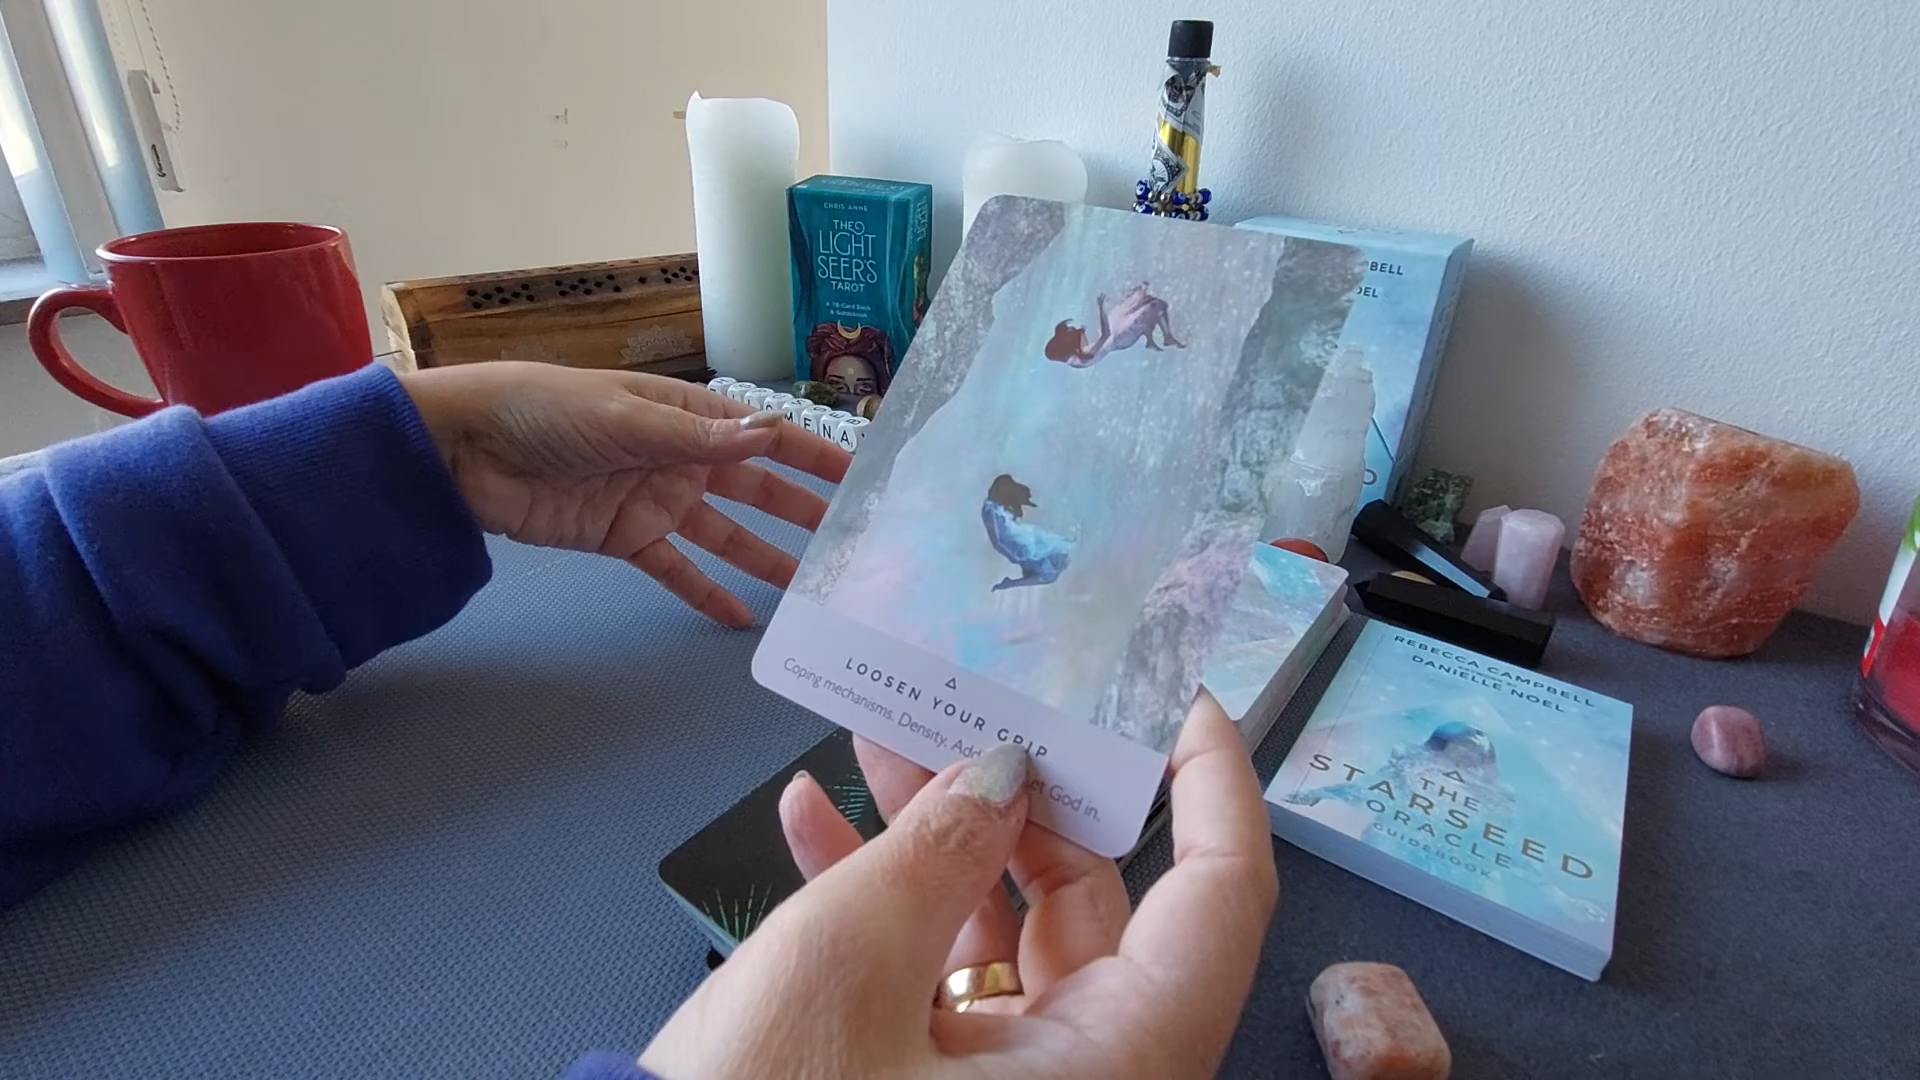 CHRIS ANNE
THE
LIGHT
SEER'S
TAROT
A 78-Card Deck
& Guidebook
BELL
LOOSEN YOUR GRIP
Coping mechanisms. Density. et God in.
REBECCA CAMPBELL
DANIELLE NOEL
THE
STARSEED
ORACLE
GUIDEBOOK